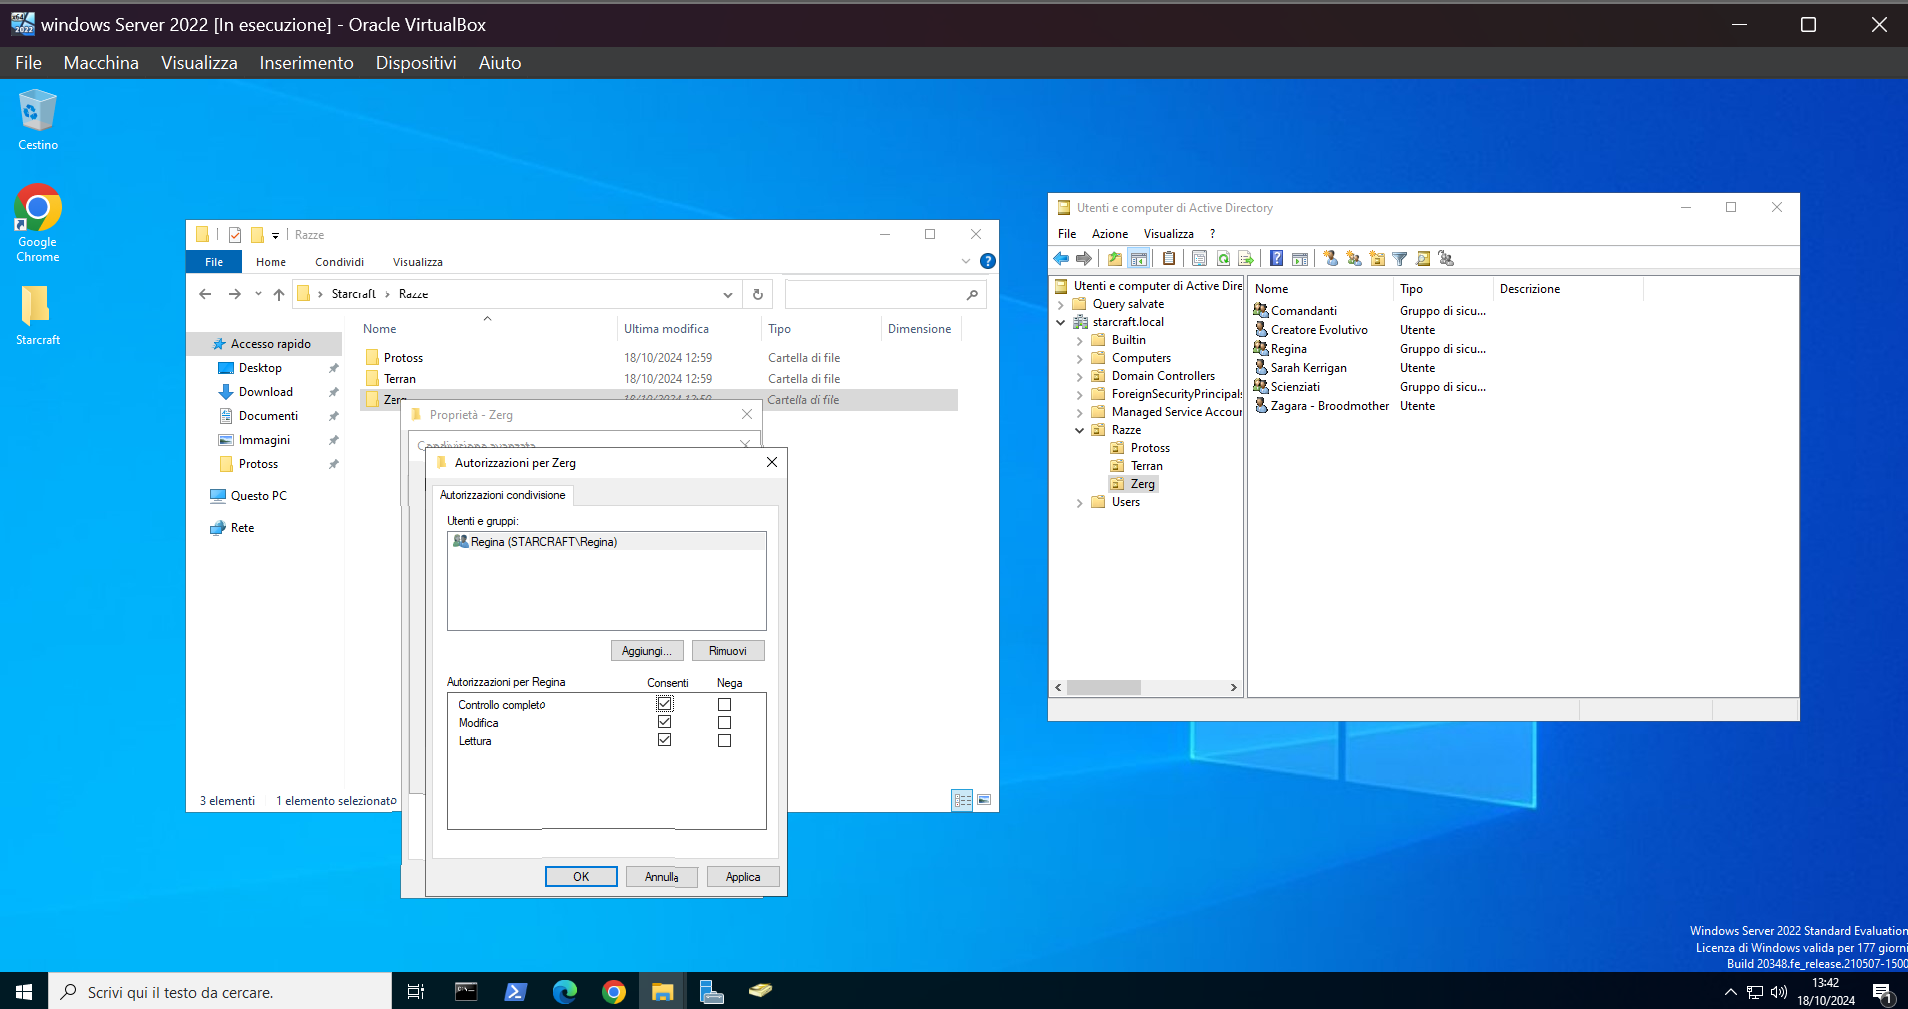 windows Server 2022 [In esecuzione] - Oracle VirtualBox
File Macchina Visualizza Inserimento Dispositivi Aiuto
Cestino
Google
Chrome
Starcraft
Razze
File Home Condividi Visualizza
Starcraft Razze
Nome Ultima modifica Tipo Dimensione
Accesso rapido
Desktop
Download
Documenti
Immagini
Protoss
Questo PC
Rete
Protoss 18/10/2024 12:59 Cartella di file
Terran 18/10/2024 12:59 Cartella di file
Zerg 18/10/2024 12:59 Cartella di file
3 elementi 1 elemento selezionato
Proprietà - Zerg
Condivisione avanzata
Autorizzazioni per Zerg
Autorizzazioni condivisione
Utenti e gruppi:
Regina (STARCRAFT\Regina)
Aggiungi... Rimuovi
Autorizzazioni per Regina Consenti Nega
Controllo completo
Modifica
Lettura
OK Annulla Applica
Utenti e computer di Active Directory
File Azione Visualizza ?
Utenti e computer di Active Dire
Query salvate
starcraft.local
Builtin
Computers
Domain Controllers
ForeignSecurityPrincipals
Managed Service Accoun
Razze
Protoss
Terran
Zerg
Users
Nome Tipo Descrizione
Comandanti Gruppo di sicu...
Creatore Evolutivo Utente
Regina Gruppo di sicu...
Sarah Kerrigan Utente
Scienziati Gruppo di sicu...
Zagara - Broodmother Utente
Windows Server 2022 Standard Evaluation
Licenza di Windows valida per 177 giorni
Build 20348.fe_release.210507-1500
Scrivi qui il testo da cercare.
13:42
18/10/2024
1